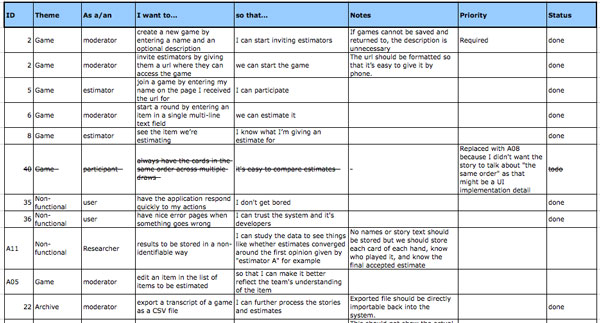 ID Theme As a/an I want to... so that... Notes Priority Status
2 Game moderator create a new game by entering a name and an optional description I can start inviting estimators If games cannot be saved and returned to, the description is unnecessary Required done
2 Game moderator invite estimators by giving them a url where they can access the game we can start the game The url should be formatted so that it's easy to give it by phone. done
5 Game estimator join a game by entering my name on the page I received the url for I can participate done
6 Game moderator start a round by entering an item in a single multi-line text field we can estimate it done
8 Game estimator see the item we're estimating I know what I'm giving an estimate for done
40 Game participant always have the cards in the same order across multiple draws it's easy to compare estimates - Replaced with A08 because I didn't want the story to talk about "the same order" as that might be a UI implementation detail todo
35 Non-functional user have the application respond quickly to my actions I don't get bored done
36 Non-functional user have nice error pages when something goes wrong I can trust the system and it's developers done
A11 Non-functional Researcher results to be stored in a non-identifiable way I can study the data to see things like whether estimates converged around the first opinion given by "estimator A" for example No names or story text should be stored but we should store each card of each hand, know who played it, and know the final accepted estimate
A05 Game moderator edit an item in the list of items to be estimated so that I can make it better reflect the team's understanding of the item
22 Archive moderator export a transcript of a game as a CSV file I can further process the stories and estimates Exported file should be directly importable back into the system. done